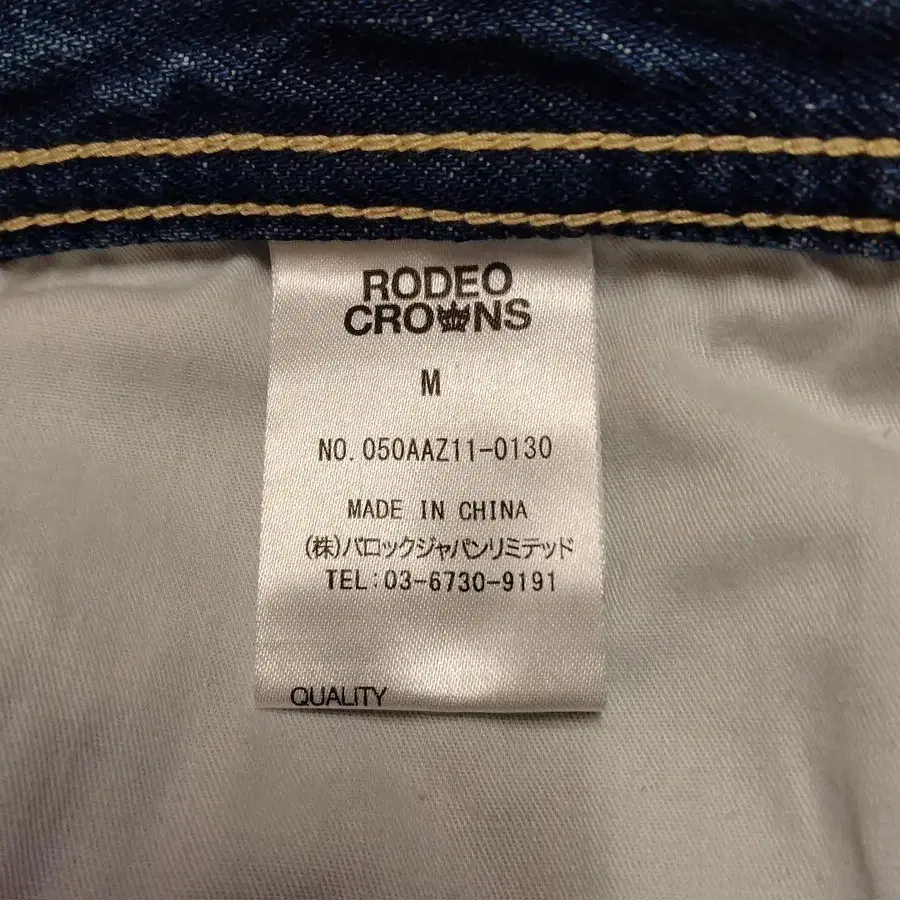 RODEO
CROWNS
M
NO. 050AAZ11-0130
MADE IN CHINA
(株)バロックジャパンリミテッド
TEL:03-6730-9191
QUALITY